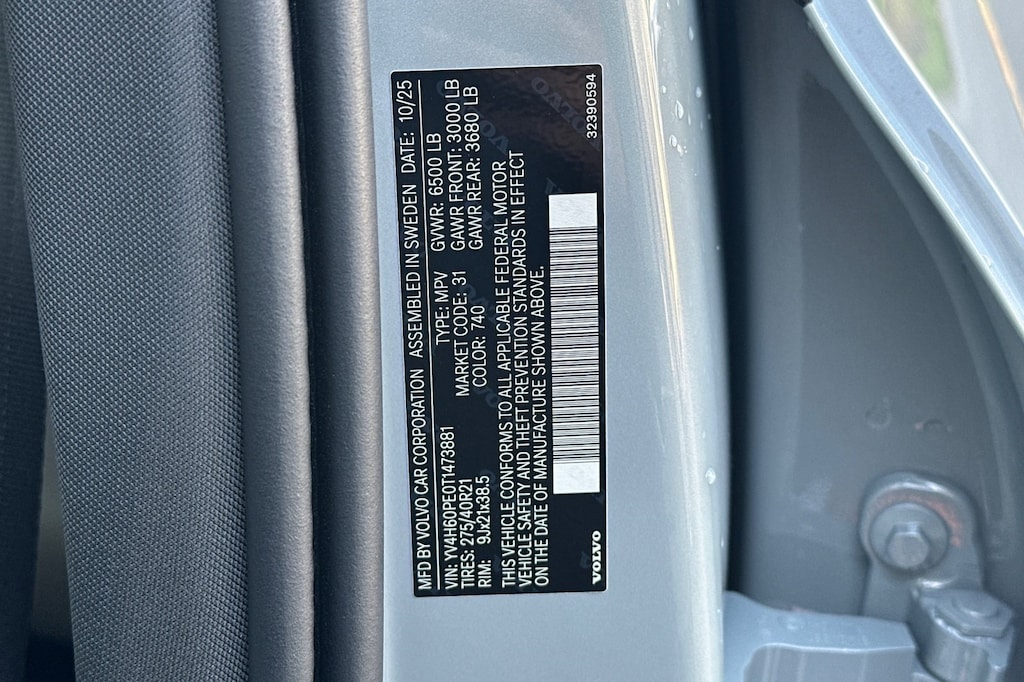 MFD BY VOLVO CAR CORPORATION ASSEMBLED IN SWEDEN DATE: 10/25
VIN: YV4H60PE0T1473881 TYPE: MPV GVWR: 6500 LB
TIRES: 275/40R21 MARKET CODE: 31 GAWR FRONT: 3000 LB
RIM: 9Jx21x38.5 COLOR: 740 GAWR REAR: 3680 LB
THIS VEHICLE CONFORMS TO ALL APPLICABLE FEDERAL MOTOR
VEHICLE SAFETY AND THEFT PREVENTION STANDARDS IN EFFECT
ON THE DATE OF MANUFACTURE SHOWN ABOVE.
VOLVO 32390594